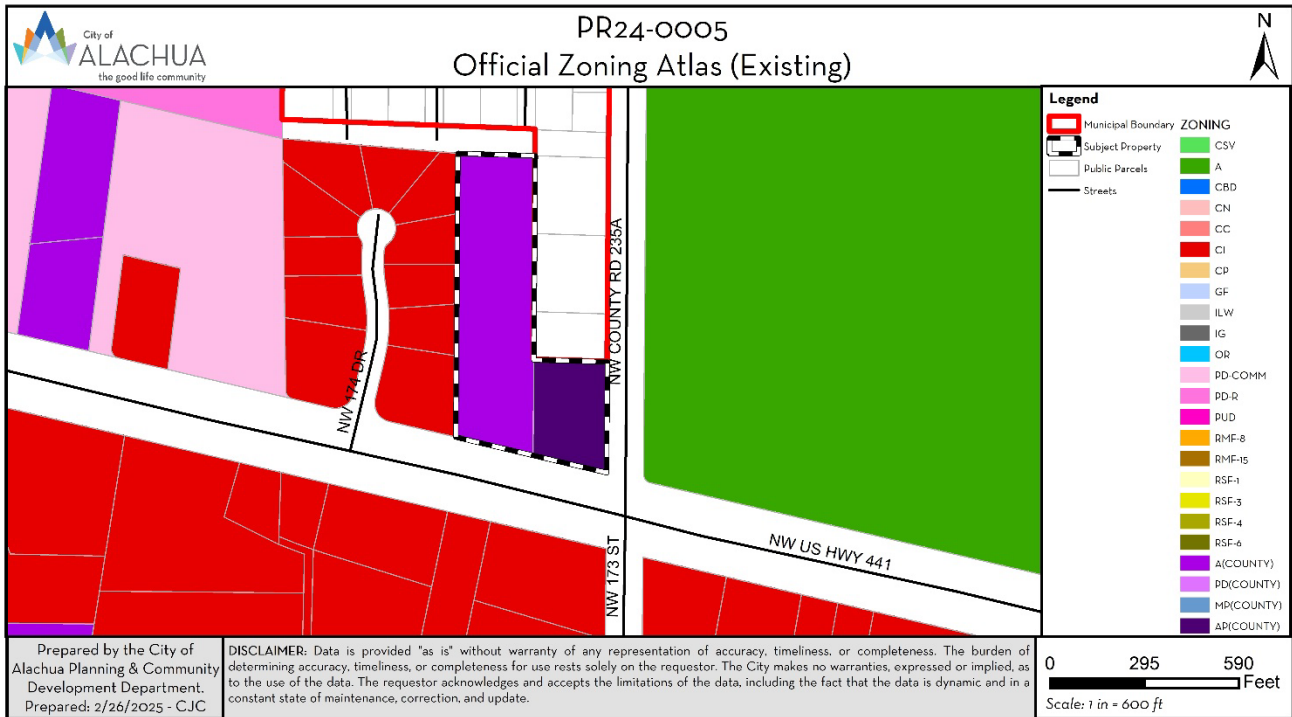 City of
ALACHUA
the good life community
PR24-0005
Official Zoning Atlas (Existing)
N
NW COUNTY RD 235A
NW 174 DR
NW US HWY 441
NW 173 ST
Legend
Municipal Boundary
Subject Property
Public Parcels
Streets
ZONING
CSV
A
CBD
CN
CC
CI
CP
GF
ILW
IG
OR
PD-COMM
PD-R
PUD
RMF-8
RMF-15
RSF-1
RSF-3
RSF-4
RSF-6
A(COUNTY)
PD(COUNTY)
MP(COUNTY)
AP(COUNTY)
Prepared by the City of
Alachua Planning & Community
Development Department.
Prepared: 2/26/2025 - CJC
DISCLAIMER: Data is provided "as is" without warranty of any representation of accuracy, timeliness, or completeness. The burden of
determining accuracy, timeliness, or completeness for use rests solely on the requestor. The City makes no warranties, expressed or implied, as
to the use of the data. The requestor acknowledges and accepts the limitations of the data, including the fact that the data is dynamic and in a
constant state of maintenance, correction, and update.
0 295 590
Feet
Scale: 1 in = 600 ft